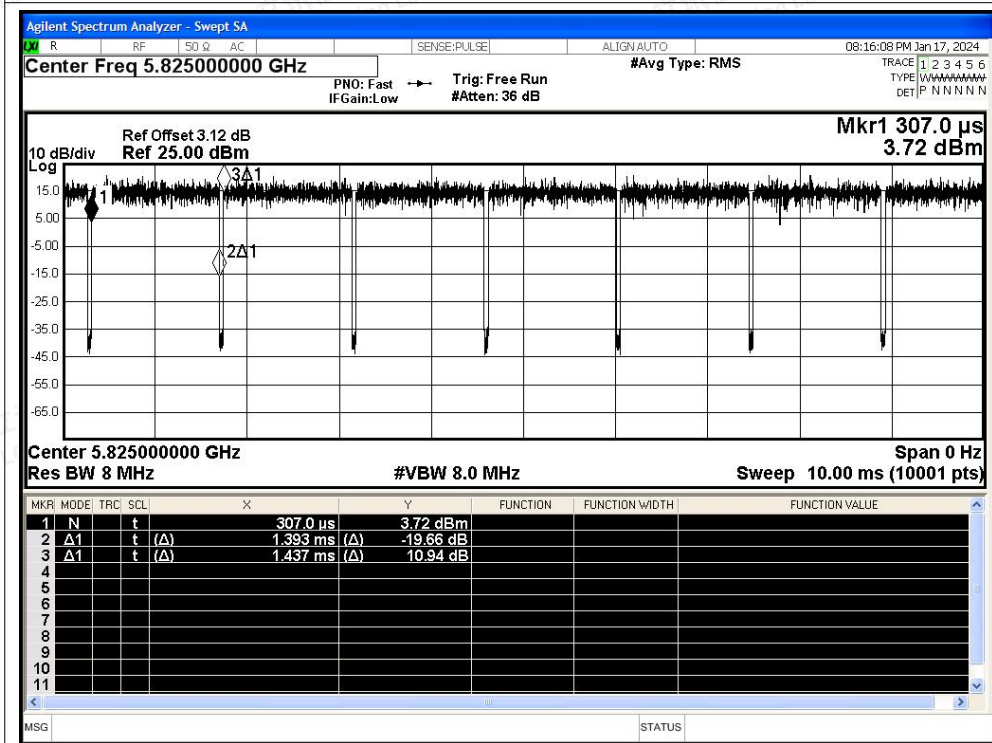 Agilent Spectrum Analyzer - Swept SA
LXI R RF 50 Ω AC SENSE:PULSE ALIGN AUTO 08:16:08 PM Jan 17, 2024
Center Freq 5.825000000 GHz #Avg Type: RMS TRACE 1 2 3 4 5 6
PNO: Fast Trig: Free Run TYPE W
IFGain:Low #Atten: 36 dB DET P N N N N N
Mkr1 307.0 µs
Ref Offset 3.12 dB
10 dB/div Ref 25.00 dBm 3.72 dBm
Log
3Δ1
15.0
1
5.00
-5.00
2Δ1
-15.0
-25.0
-35.0
-45.0
-55.0
-65.0
Center 5.825000000 GHz Span 0 Hz
Res BW 8 MHz #VBW 8.0 MHz Sweep 10.00 ms (10001 pts)
MKR MODE TRC SCL X Y FUNCTION FUNCTION WIDTH FUNCTION VALUE
1 N t 307.0 µs 3.72 dBm
2 Δ1 t (Δ) 1.393 ms (Δ) -19.66 dB
3 Δ1 t (Δ) 1.437 ms (Δ) 10.94 dB
4
5
6
7
8
9
10
11
MSG STATUS